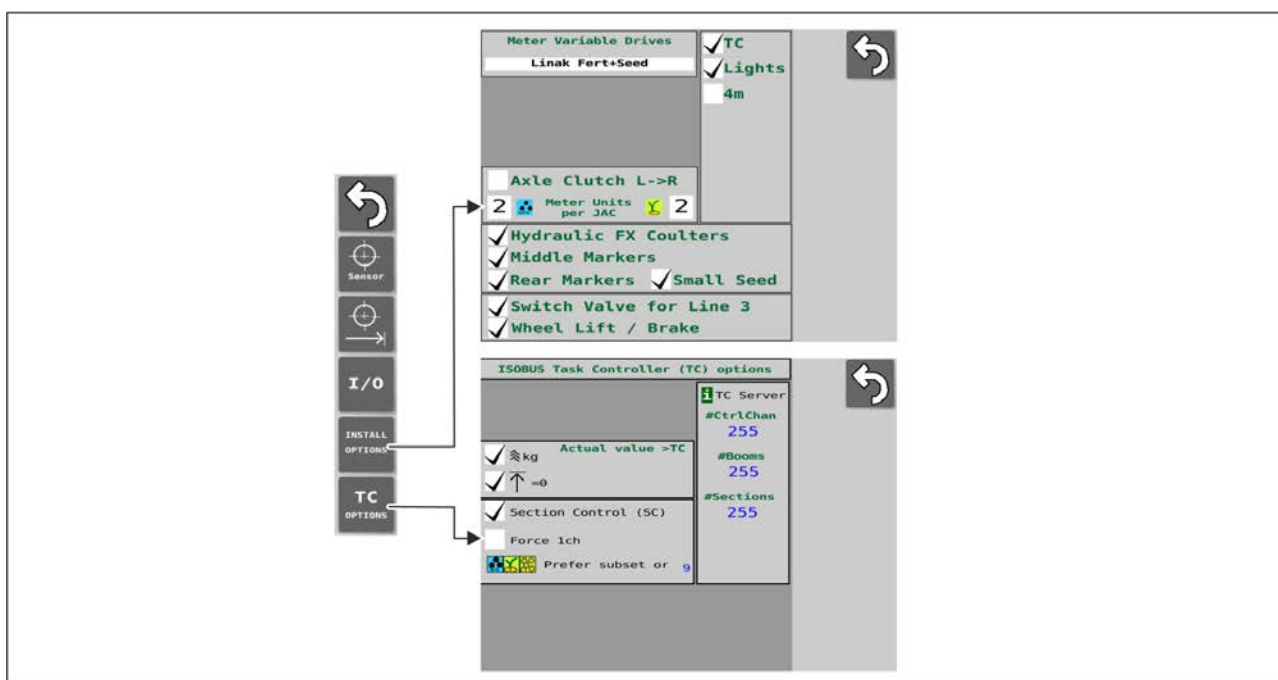 Sensor
I/O
INSTALL
OPTIONS
TC
OPTIONS
Meter Variable Drives
Linak Fert+Seed
TC
Lights
4m
Axle Clutch L->R
2 Meter Units per JAC 2
Hydraulic FX Coulters
Middle Markers
Rear Markers Small Seed
Switch Valve for Line 3
Wheel Lift / Brake
ISOBUS Task Controller (TC) options
Actual value >TC
kg
=0
Section Control (SC)
Force 1ch
Prefer subset or 9
i TC Server
#CtrlChan
255
#Booms
255
#Sections
255